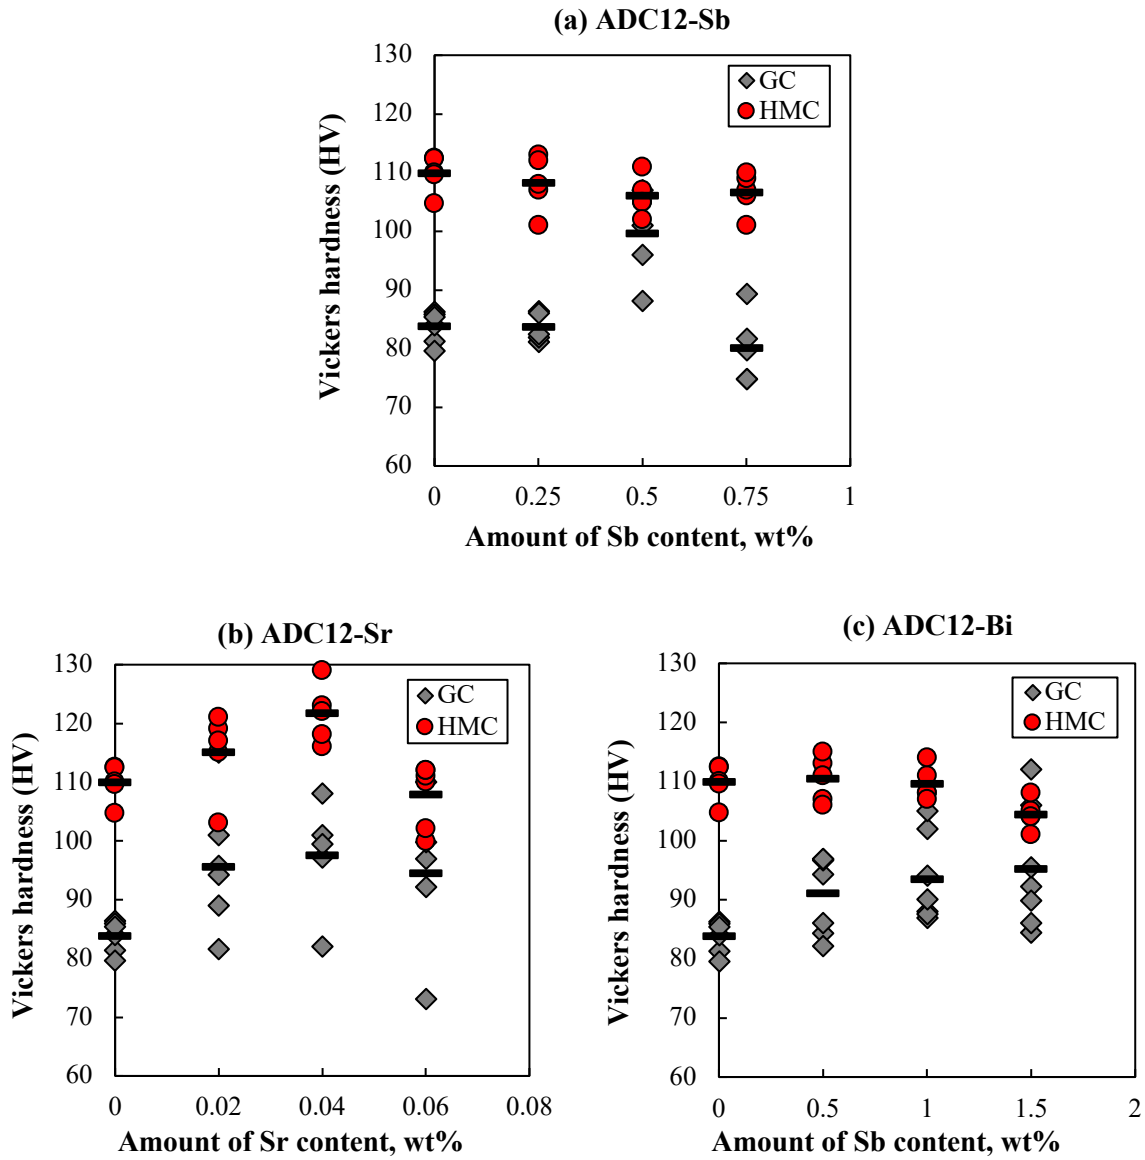 (a) ADC12-Sb
130
120
110
100
90
80
70
60
Vickers hardness (HV)
GC
HMC
0 0.25 0.5 0.75 1
Amount of Sb content, wt%
(b) ADC12-Sr
130
120
110
100
90
80
70
60
Vickers hardness (HV)
GC
HMC
0 0.02 0.04 0.06 0.08
Amount of Sr content, wt%
(c) ADC12-Bi
130
120
110
100
90
80
70
60
Vickers hardness (HV)
GC
HMC
0 0.5 1 1.5 2
Amount of Sb content, wt%